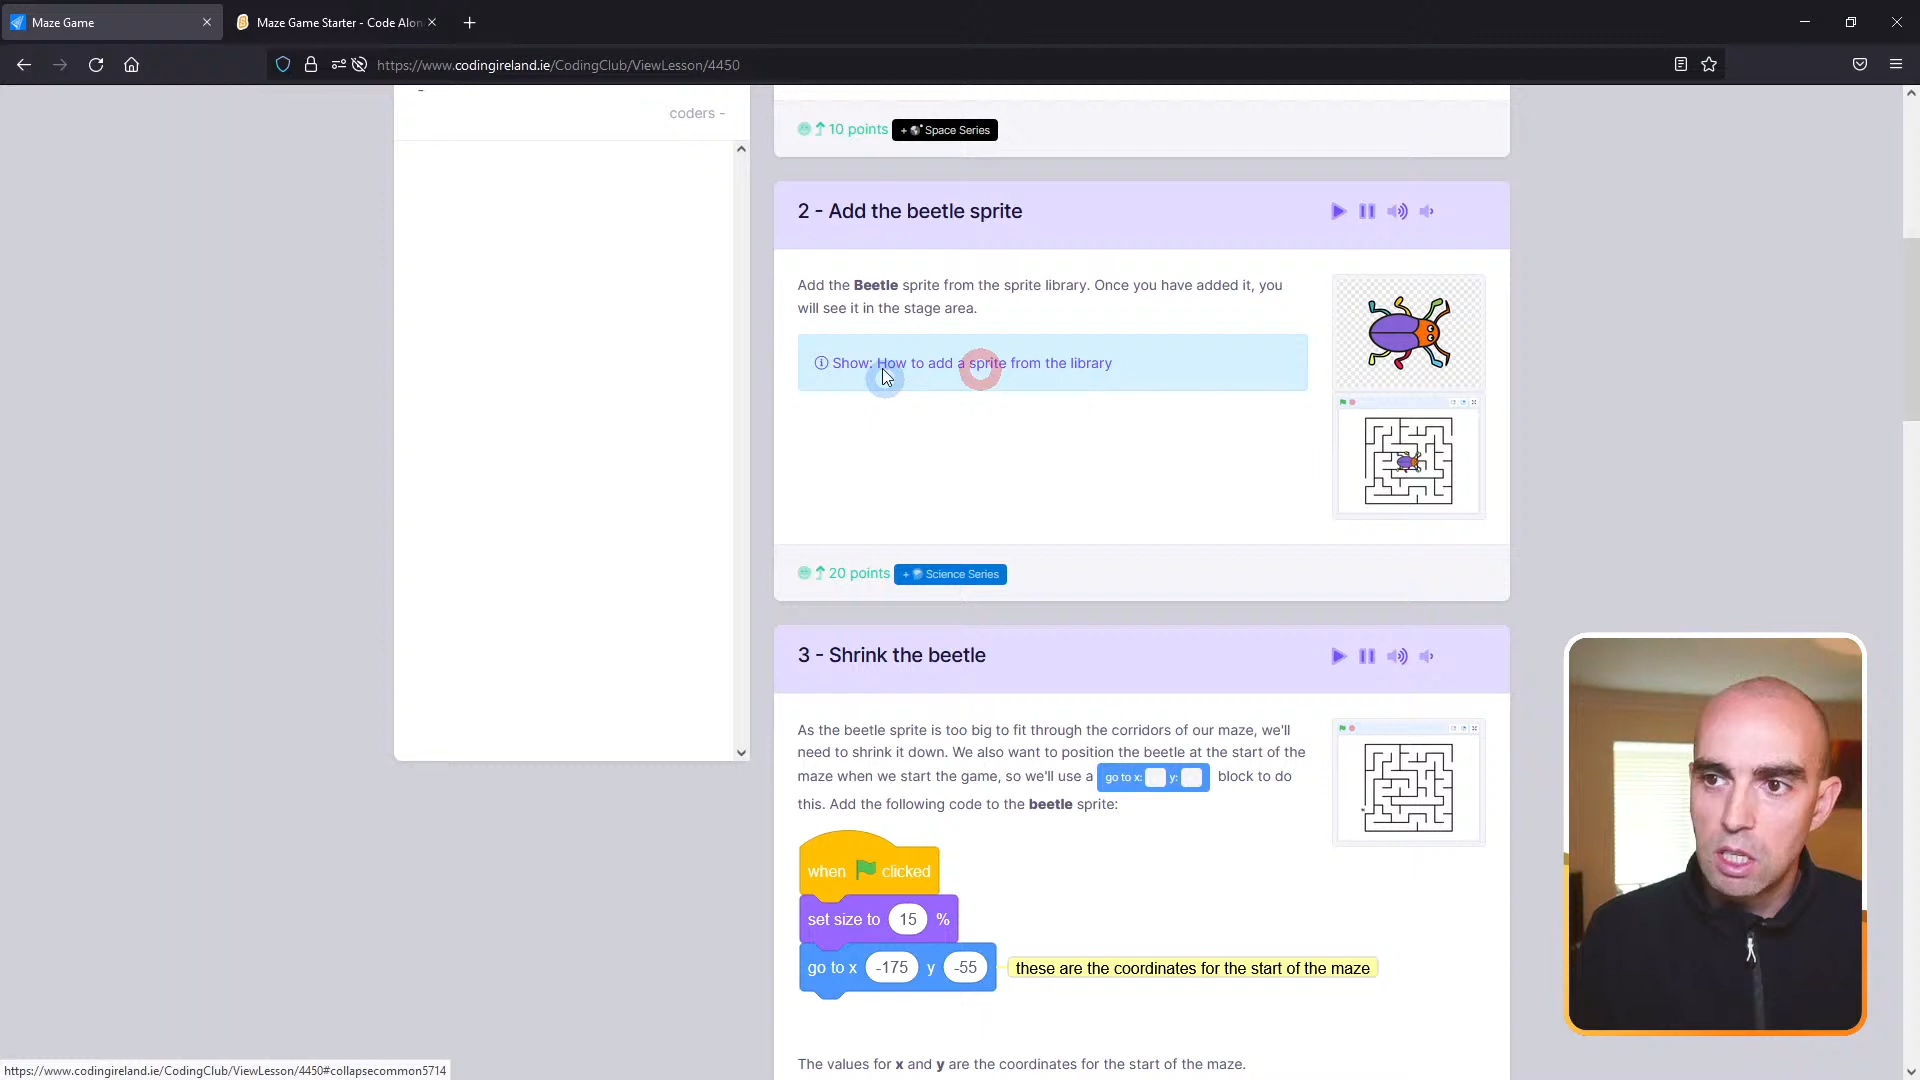 Maze Game
Maze Game Starter - Code Alon
https://www.codingireland.ie/CodingClub/ViewLesson/4450
coders -
10 points
+ Space Series
2 - Add the beetle sprite
Add the Beetle sprite from the sprite library. Once you have added it, you
will see it in the stage area.
Show: How to add a sprite from the library
20 points
+ Science Series
3 - Shrink the beetle
As the beetle sprite is too big to fit through the corridors of our maze, we'll
need to shrink it down. We also want to position the beetle at the start of the
maze when we start the game, so we'll use a go to x: y: block to do
this. Add the following code to the beetle sprite:
when clicked
set size to 15 %
go to x -175 y -55
these are the coordinates for the start of the maze
The values for x and y are the coordinates for the start of the maze.
https://www.codingireland.ie/CodingClub/ViewLesson/4450#collapsecommon5714